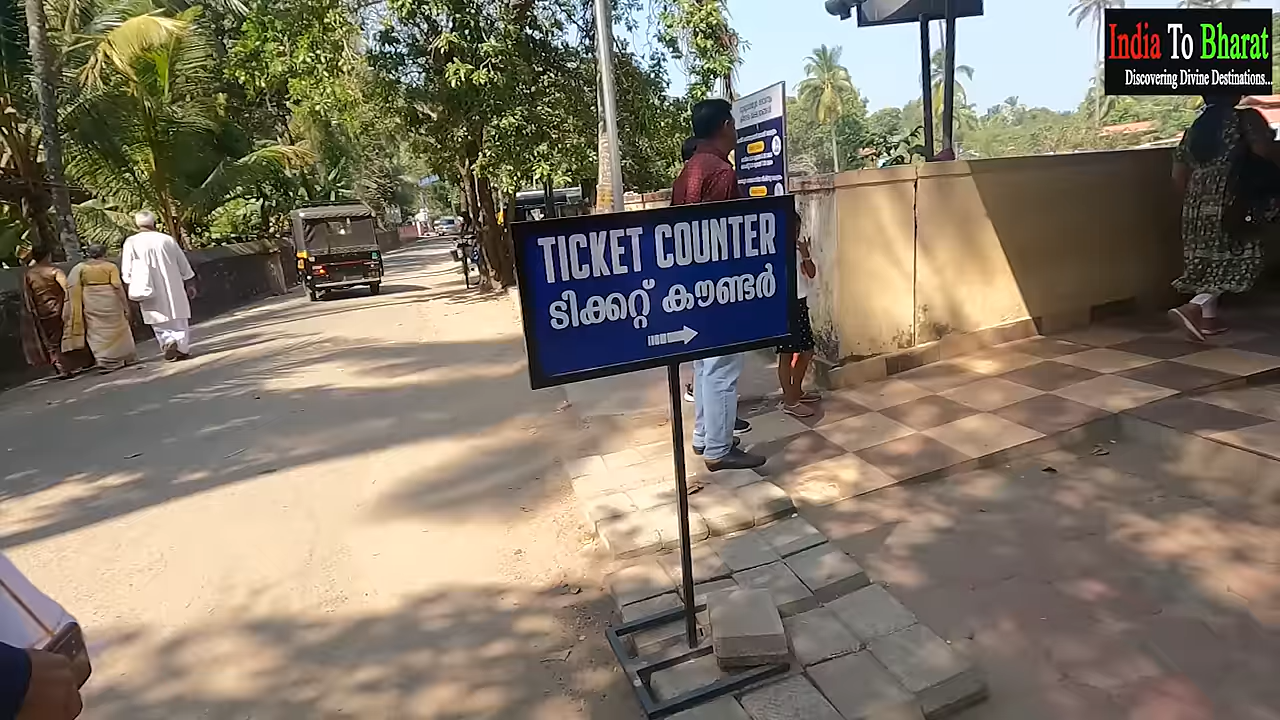 India To Bharat
Discovering Divine Destinations...
TICKET COUNTER
ടിക്കറ്റ് കൗണ്ടർ